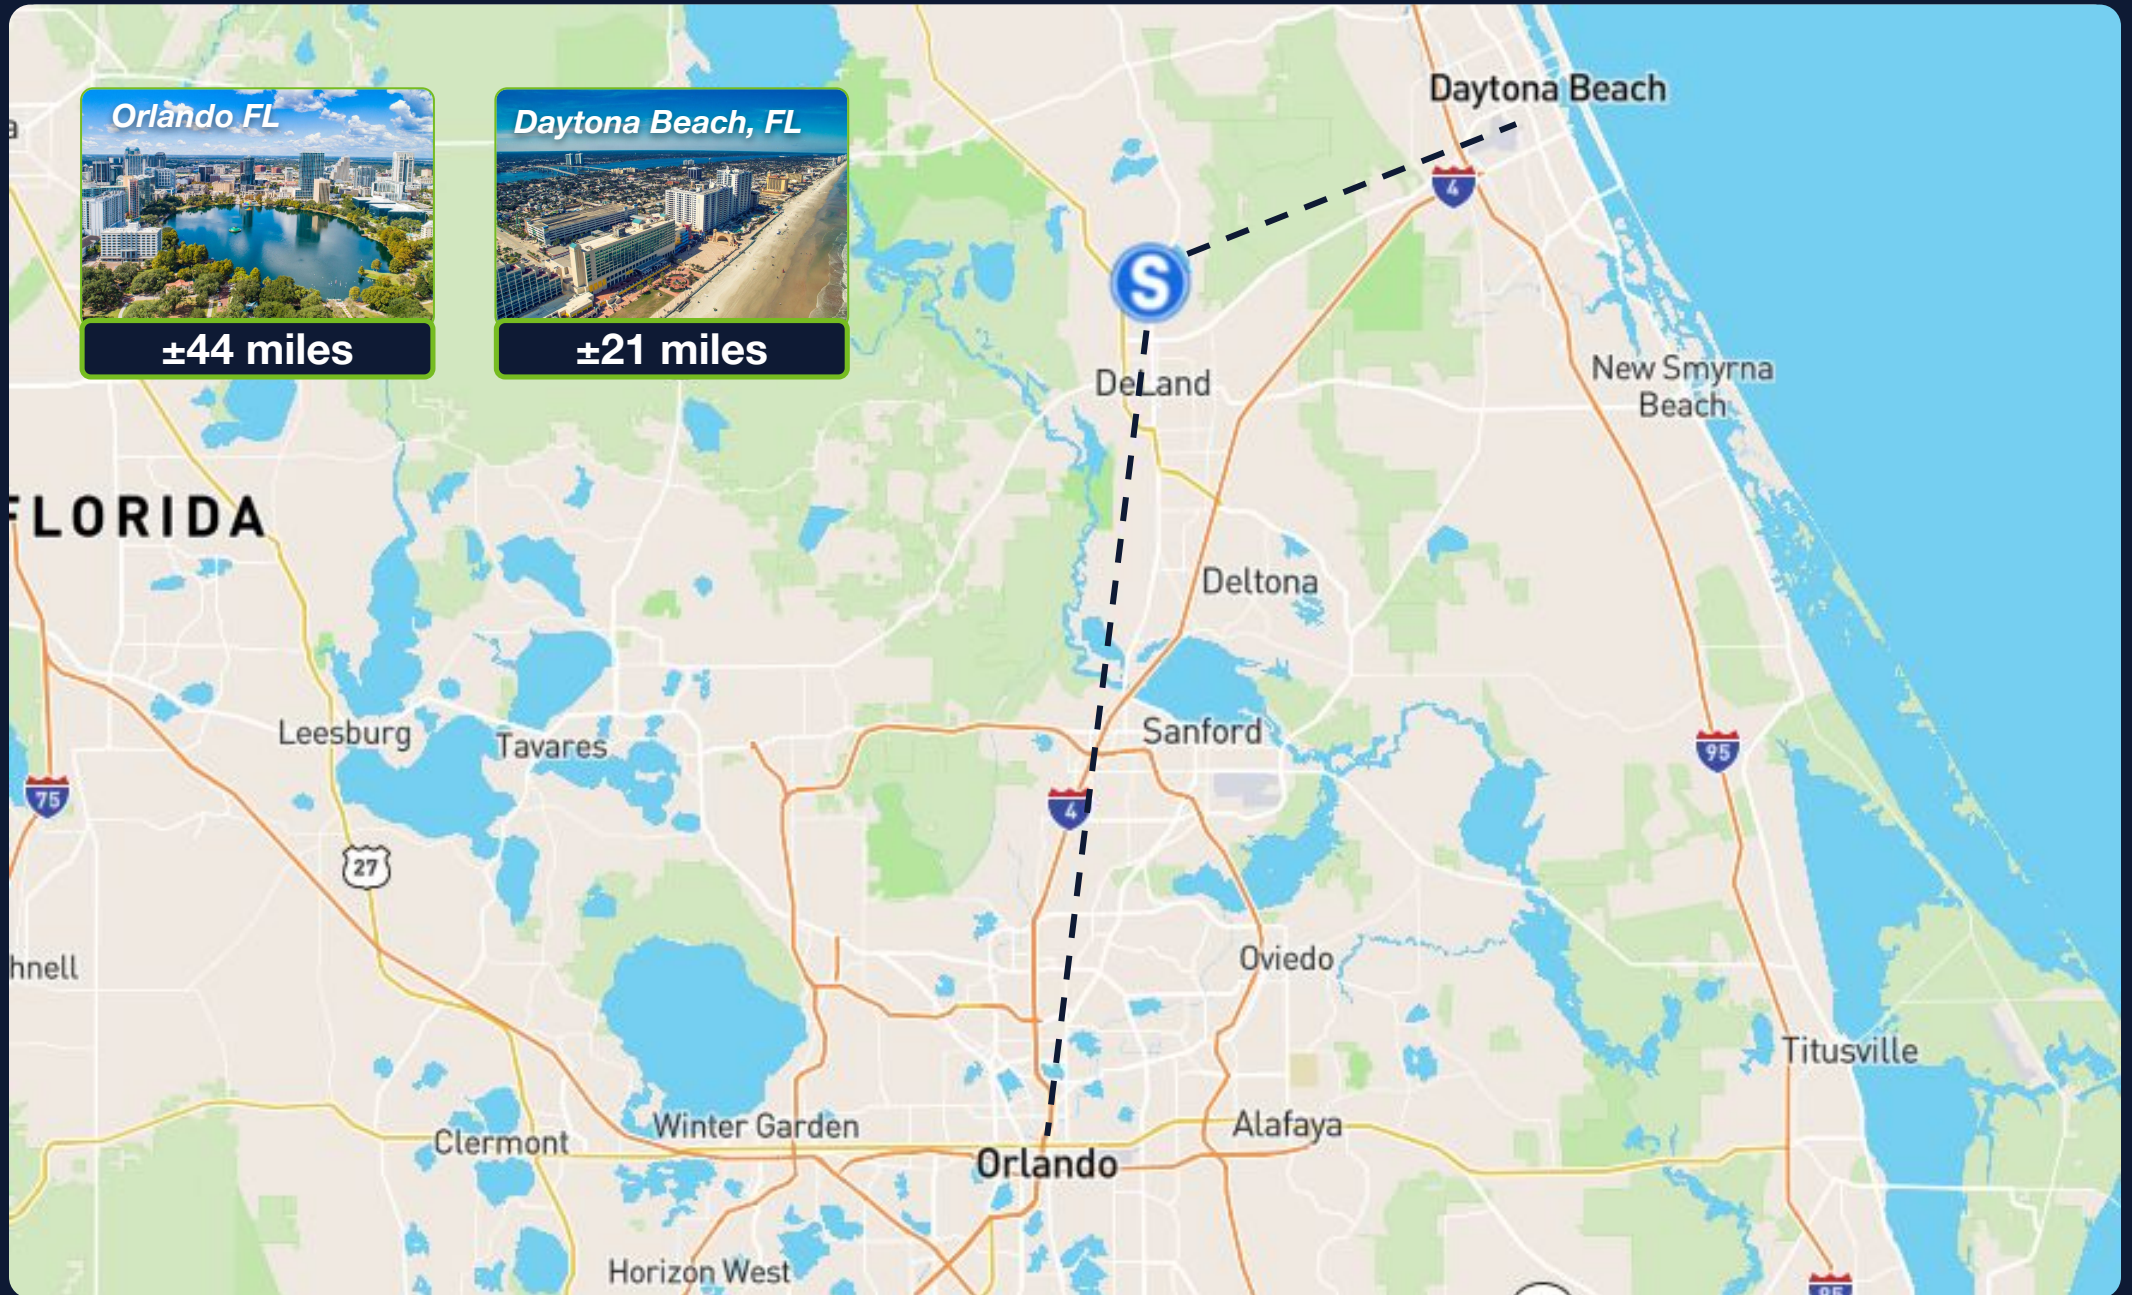 Daytona Beach
Orlando FL
Daytona Beach, FL
4
S
±44 miles
±21 miles
New Smyrna
Beach
DeLand
FLORIDA
Deltona
Leesburg
Tavares
Sanford
95
75
4
27
hnell
Oviedo
Titusville
Winter Garden
Alafaya
Clermont
Orlando
Horizon West
95